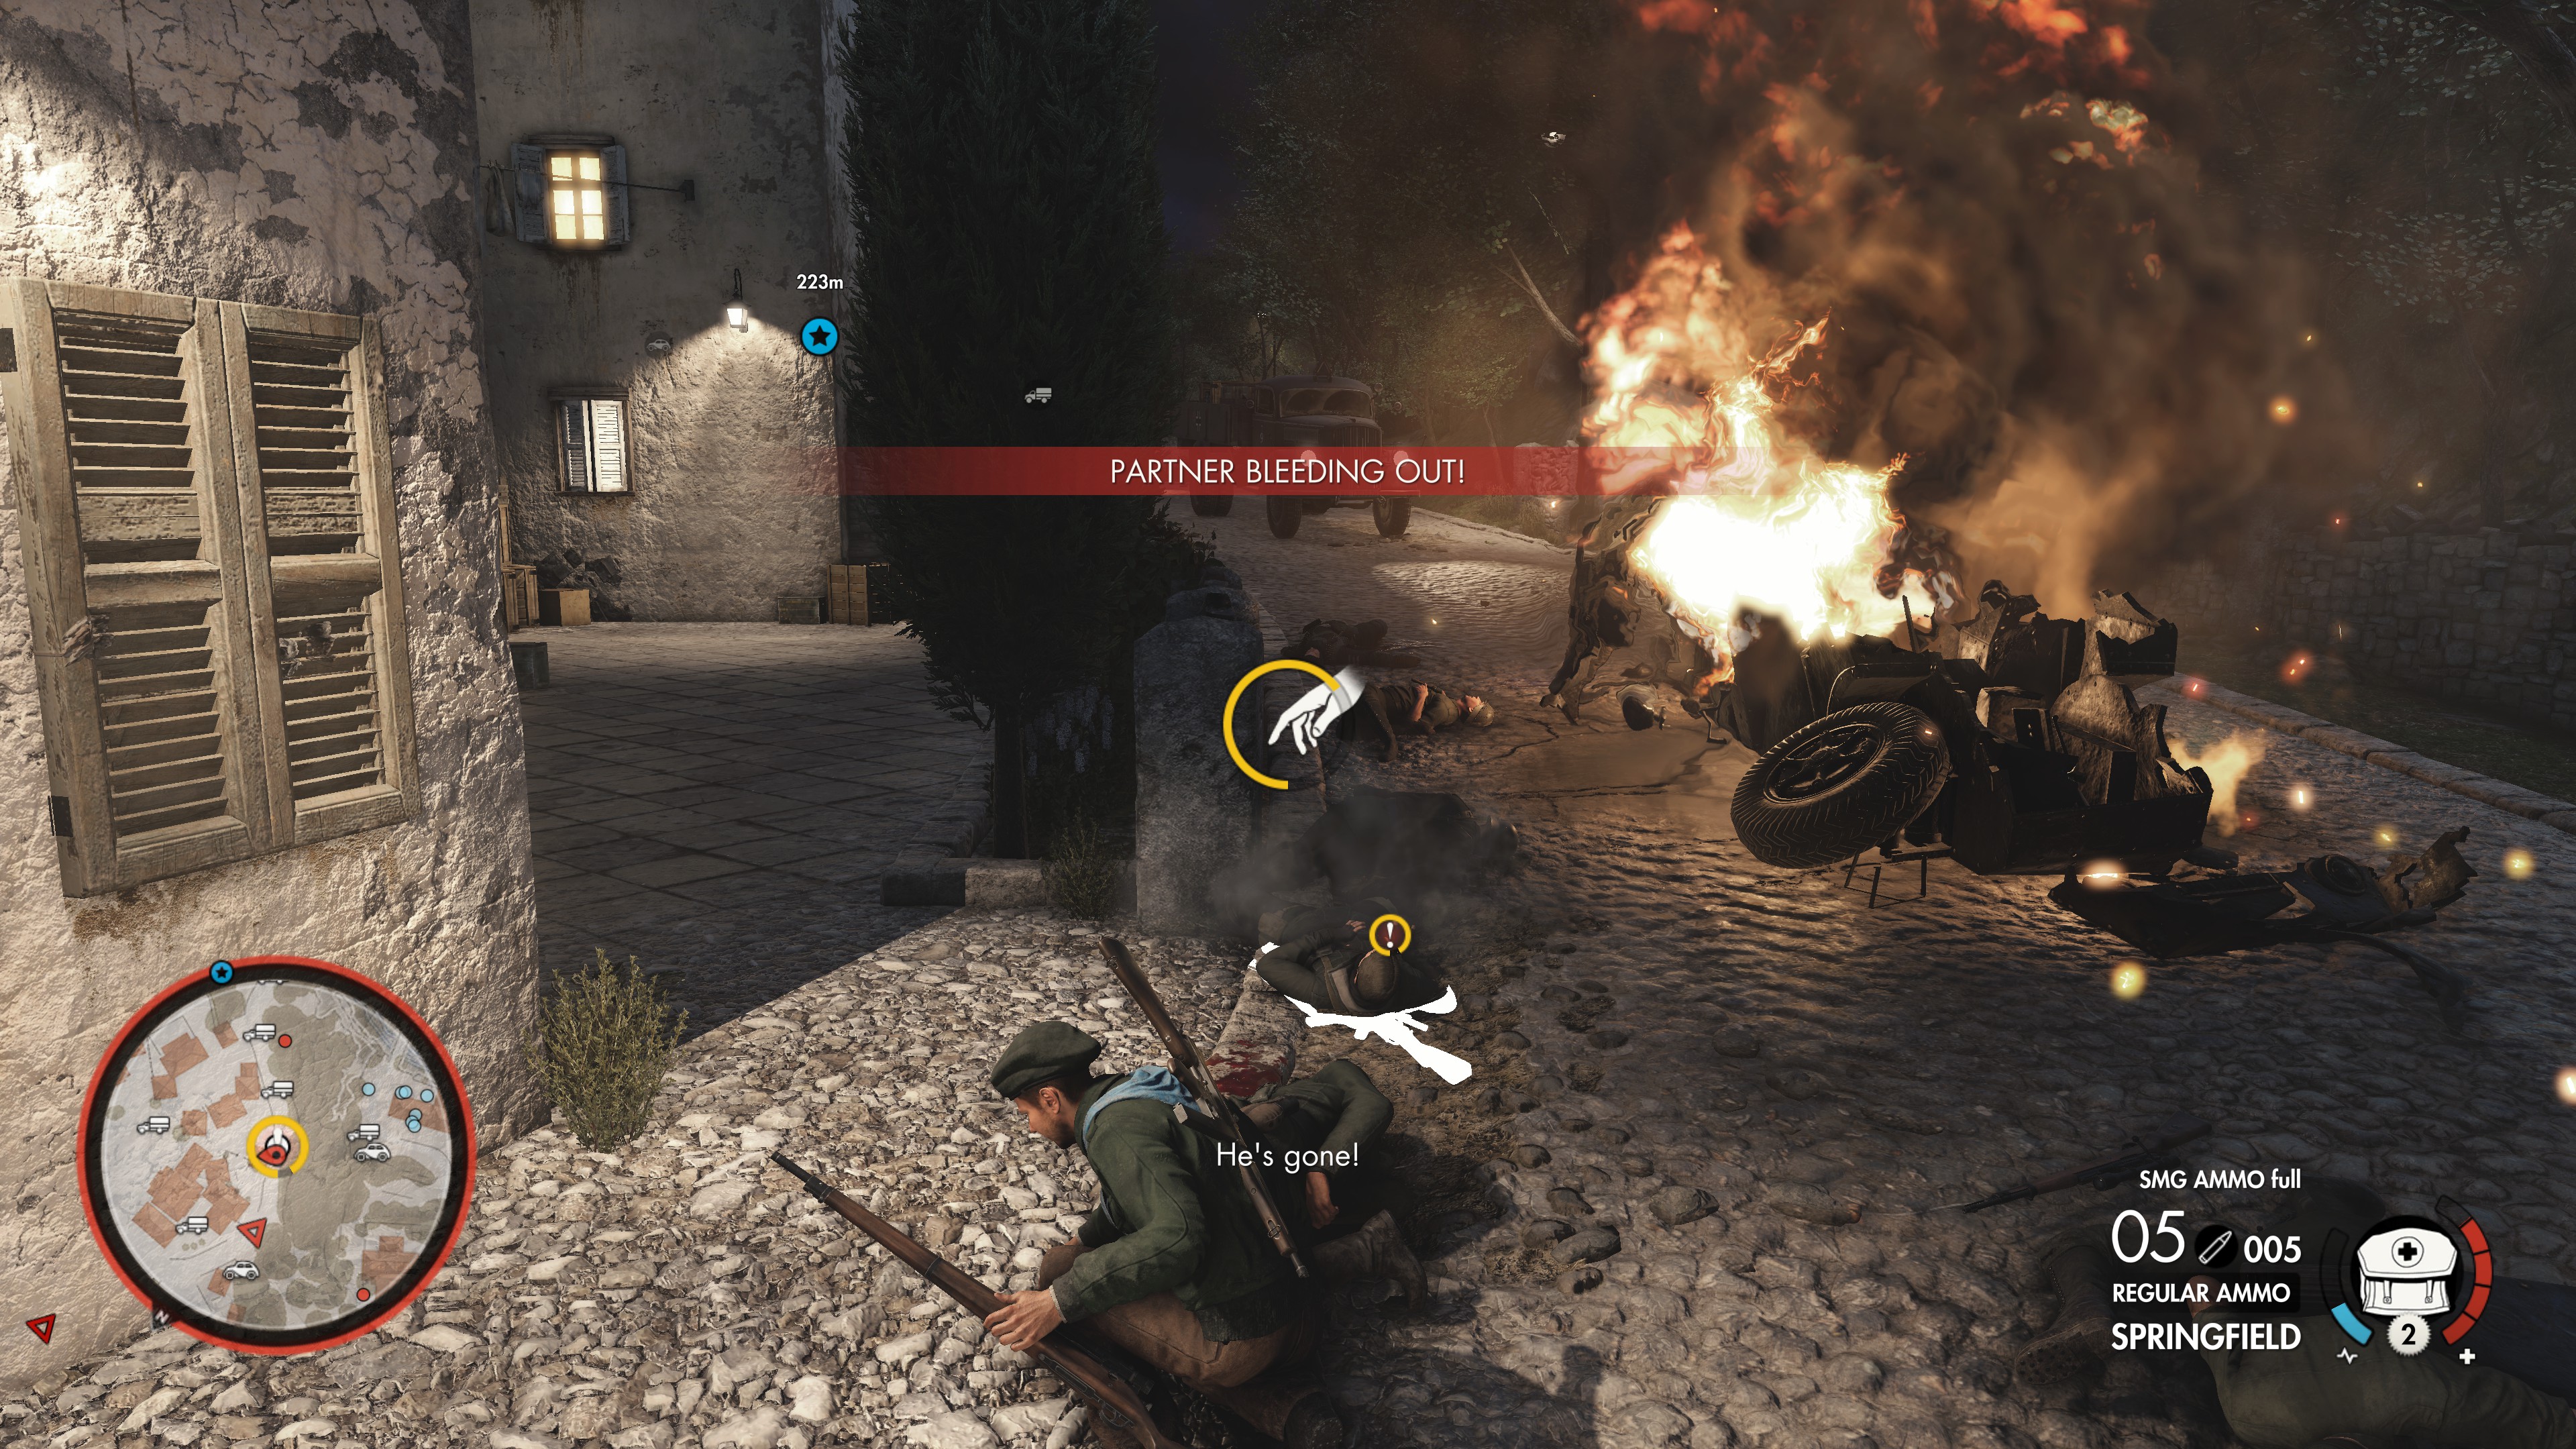 223m
PARTNER BLEEDING OUT!
He's gone!
N
SMG AMMO full
05 005
REGULAR AMMO
SPRINGFIELD
2